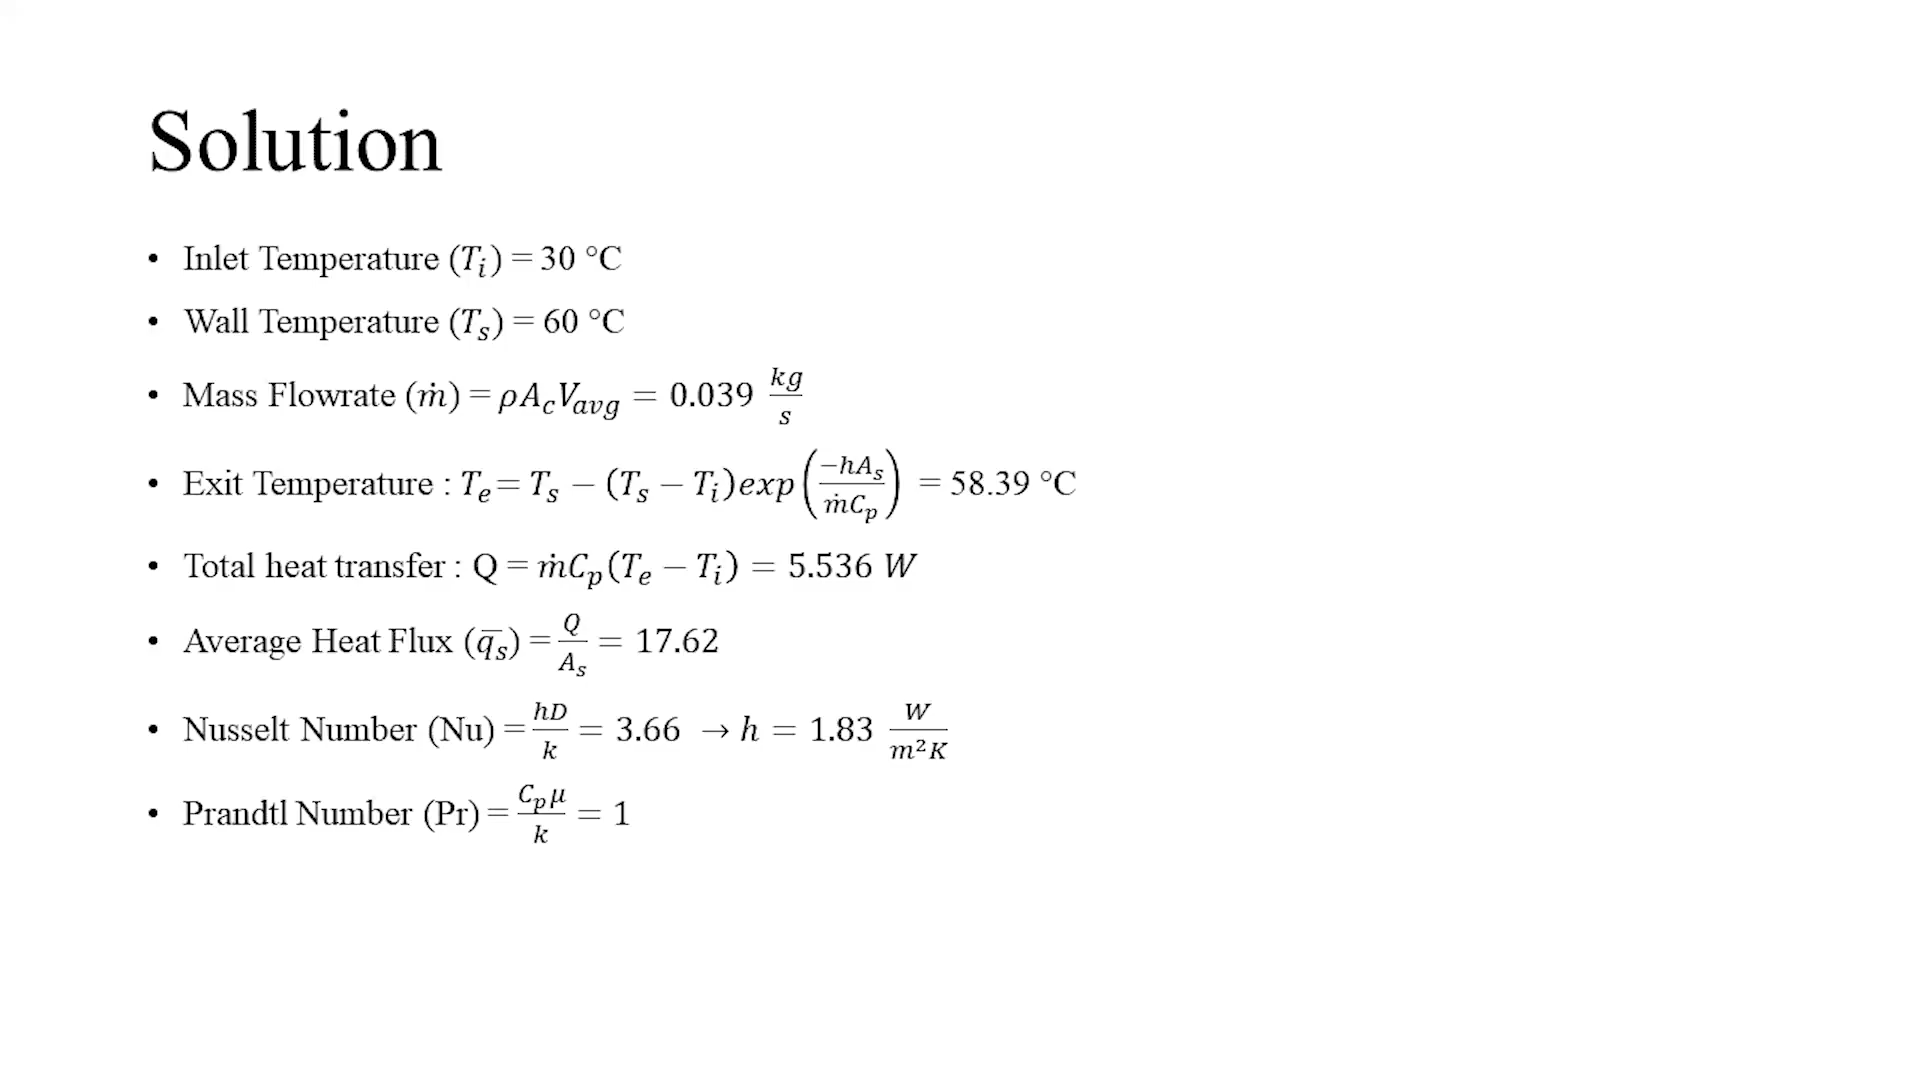 Solution
• Inlet Temperature (T_i) = 30 °C
• Wall Temperature (T_s) = 60 °C
• Mass Flowrate (ṁ) = ρA_cV_avg = 0.039 kg/s
• Exit Temperature : T_e = T_s − (T_s − T_i)exp(−hA_s/ṁC_p) = 58.39 °C
• Total heat transfer : Q = ṁC_p(T_e − T_i) = 5.536 W
• Average Heat Flux (q̅_s) = Q/A_s = 17.62
• Nusselt Number (Nu) = hD/k = 3.66 → h = 1.83 W/m²K
• Prandtl Number (Pr) = C_pμ/k = 1